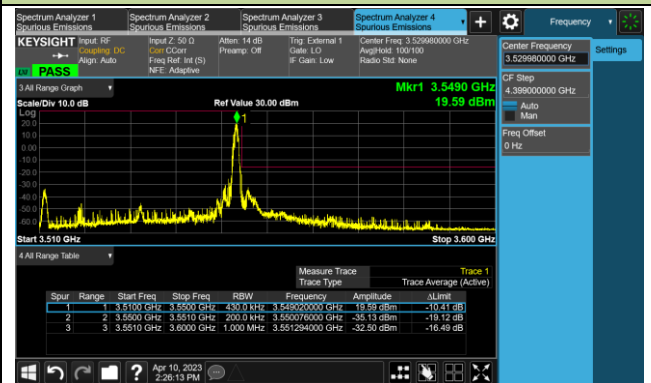 Spectrum Analyzer 1
Spurious Emissions
Spectrum Analyzer 2
Spurious Emissions
Spectrum Analyzer 3
Spurious Emissions
Spectrum Analyzer 4
Spurious Emissions
Frequency
KEYSIGHT
Input: RF
Coupling: DC
Align: Auto
Input Z: 50 Ω
Corr CCorr
Freq Ref: Int (S)
NFE: Adaptive
Atten: 14 dB
Preamp: Off
Trig: External 1
Gate: LO
IF Gain: Low
Center Freq: 3.529980000 GHz
Avg|Hold: 100/100
Radio Std: None
PASS
Center Frequency
3.529980000 GHz
Settings
CF Step
4.399000000 GHz
Auto
Man
Freq Offset
0 Hz
3 All Range Graph
Mkr1 3.5490 GHz
19.59 dBm
Scale/Div 10.0 dB
Ref Value 30.00 dBm
Log
20.0
10.0
0.00
-10.0
-20.0
-30.0
-40.0
-50.0
-60.0
1
Start 3.510 GHz
Stop 3.600 GHz
4 All Range Table
Measure Trace Trace 1
Trace Type Trace Average (Active)
Spur Range Start Freq Stop Freq RBW Frequency Amplitude ΔLimit
1 1 3.5100 GHz 3.5500 GHz 430.0 kHz 3.549020000 GHz 19.59 dBm -10.41 dB
2 2 3.5500 GHz 3.5510 GHz 200.0 kHz 3.550076000 GHz -35.13 dBm -19.12 dB
3 3 3.5510 GHz 3.6000 GHz 1.000 MHz 3.551294000 GHz -32.50 dBm -16.49 dB
Apr 10, 2023
2:26:13 PM